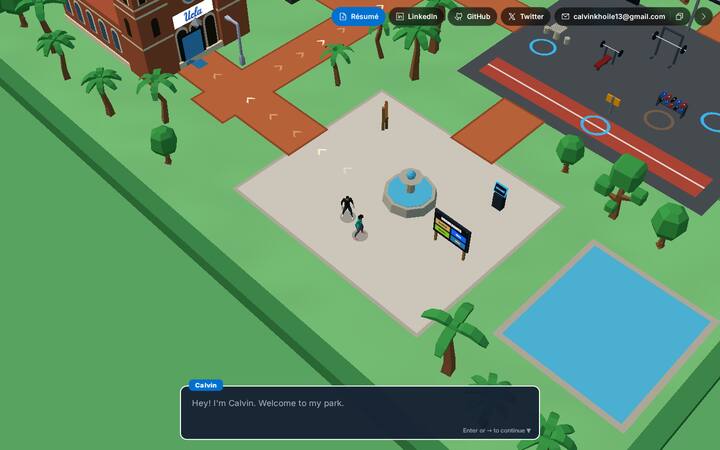 Résumé
LinkedIn
GitHub
Twitter
calvinkhoile13@gmail.com
Ucla
Calvin
Hey! I'm Calvin. Welcome to my park.
Enter or → to continue ▼